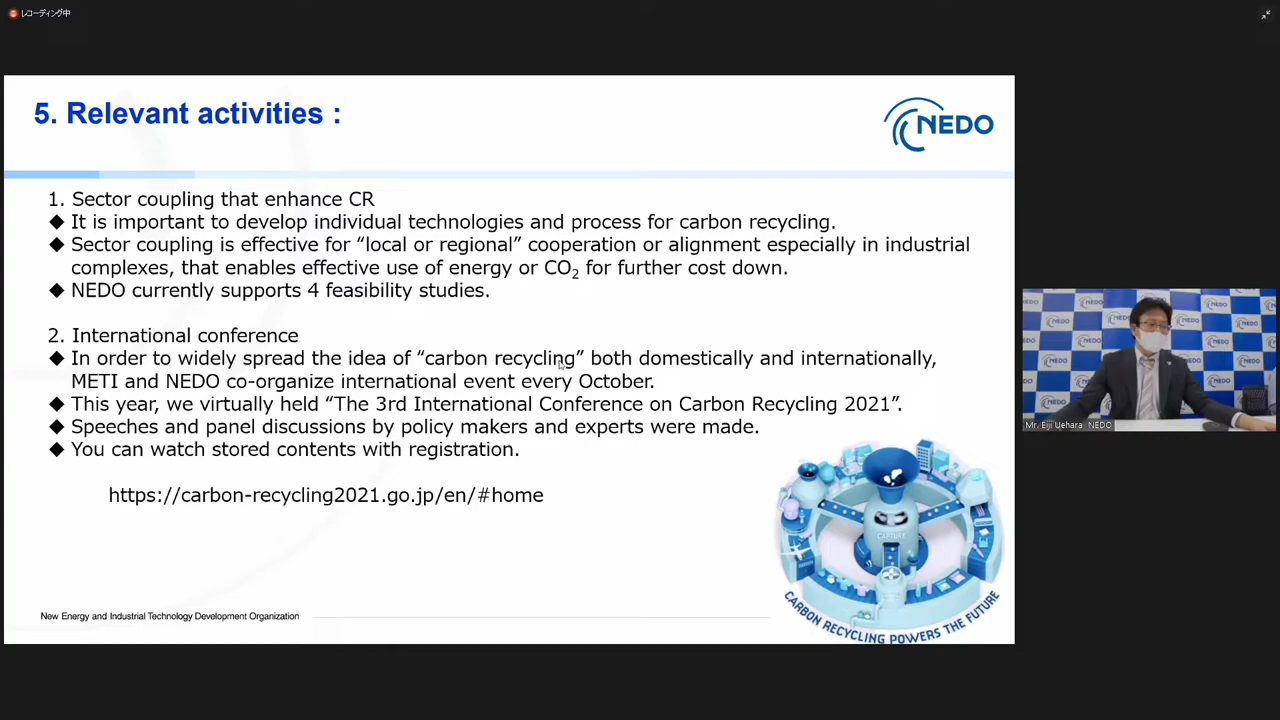 レコーディング中
5. Relevant activities :
NEDO
1. Sector coupling that enhance CR
◆ It is important to develop individual technologies and process for carbon recycling.
◆ Sector coupling is effective for “local or regional” cooperation or alignment especially in industrial
complexes, that enables effective use of energy or CO₂ for further cost down.
◆ NEDO currently supports 4 feasibility studies.
2. International conference
◆ In order to widely spread the idea of “carbon recycling” both domestically and internationally,
METI and NEDO co-organize international event every October.
◆ This year, we virtually held “The 3rd International Conference on Carbon Recycling 2021”.
◆ Speeches and panel discussions by policy makers and experts were made.
◆ You can watch stored contents with registration.
https://carbon-recycling2021.go.jp/en/#home
CAPTURE
CARBON RECYCLING POWERS THE FUTURE
New Energy and Industrial Technology Development Organization
NEDO
NEDO
NEDO
NEDO
NEDO
Mr. Eiji Uehara NEDO